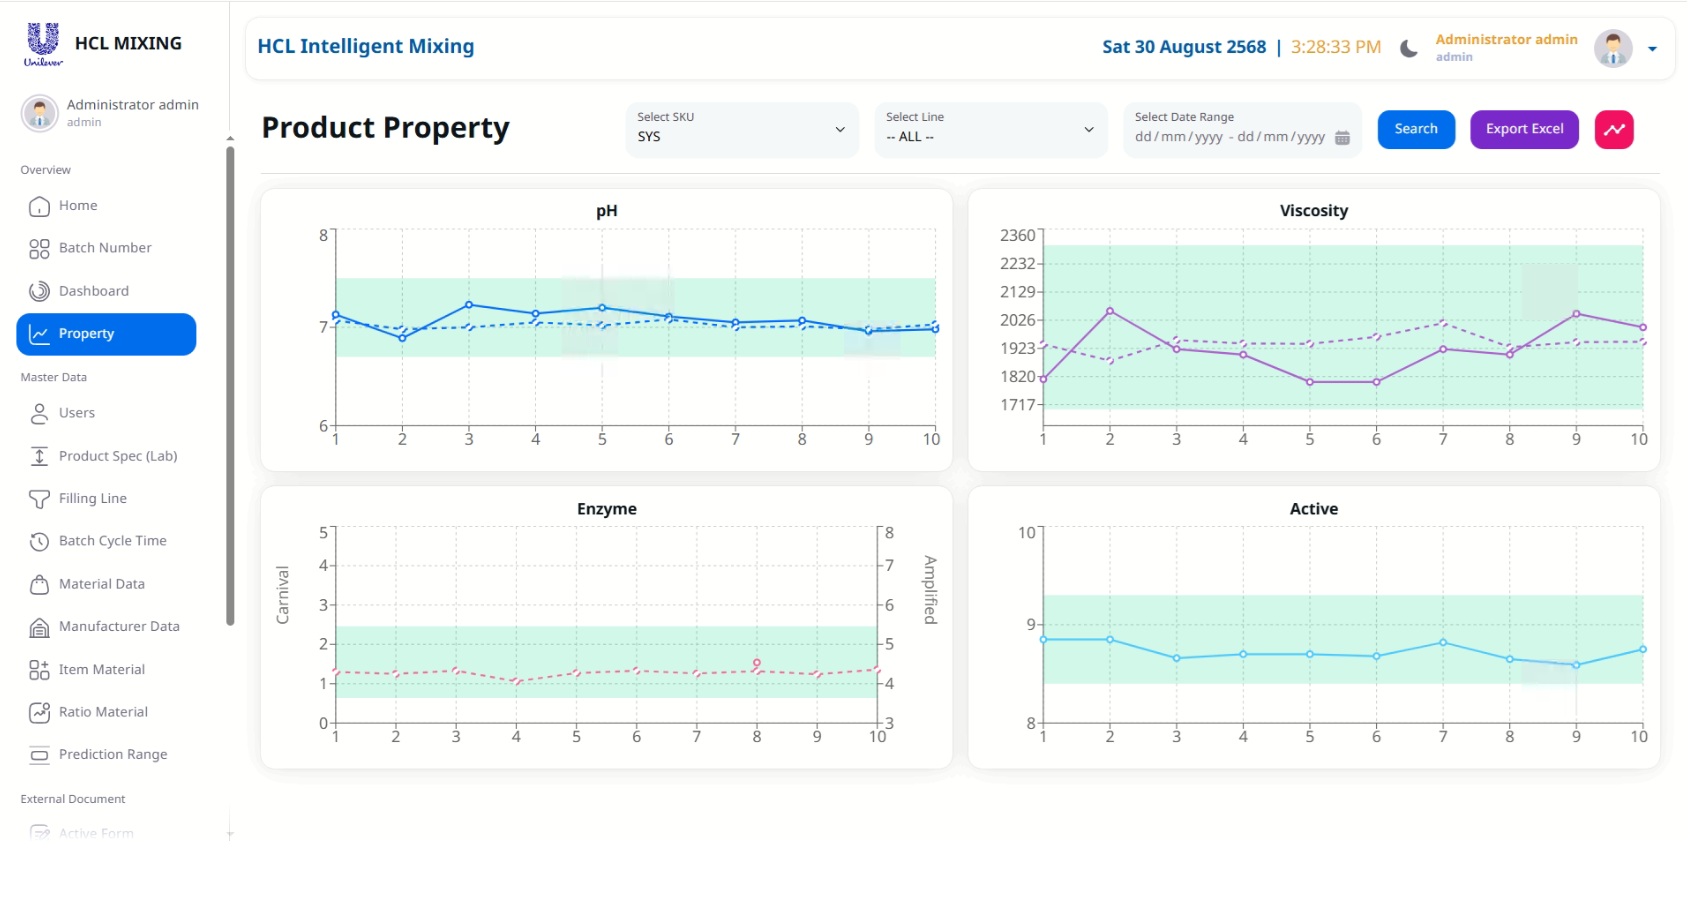 Unilever
HCL MIXING
Administrator admin
admin
Overview
Home
Batch Number
Dashboard
Property
Master Data
Users
Product Spec (Lab)
Filling Line
Batch Cycle Time
Material Data
Manufacturer Data
Item Material
Ratio Material
Prediction Range
External Document
Active Form
HCL Intelligent Mixing
Sat 30 August 2568 | 3:28:33 PM
Administrator admin
admin
Product Property
Select SKU
SYS
Select Line
-- ALL --
Select Date Range
dd/mm/yyyy - dd/mm/yyyy
Search
Export Excel
pH
8
7
6
1 2 3 4 5 6 7 8 9 10
Viscosity
2360
2232
2129
2026
1923
1820
1717
1 2 3 4 5 6 7 8 9 10
Enzyme
Carnival
5
4
3
2
1
0
8
7
6
5
4
3
Amplified
1 2 3 4 5 6 7 8 9 10
Active
10
9
8
1 2 3 4 5 6 7 8 9 10